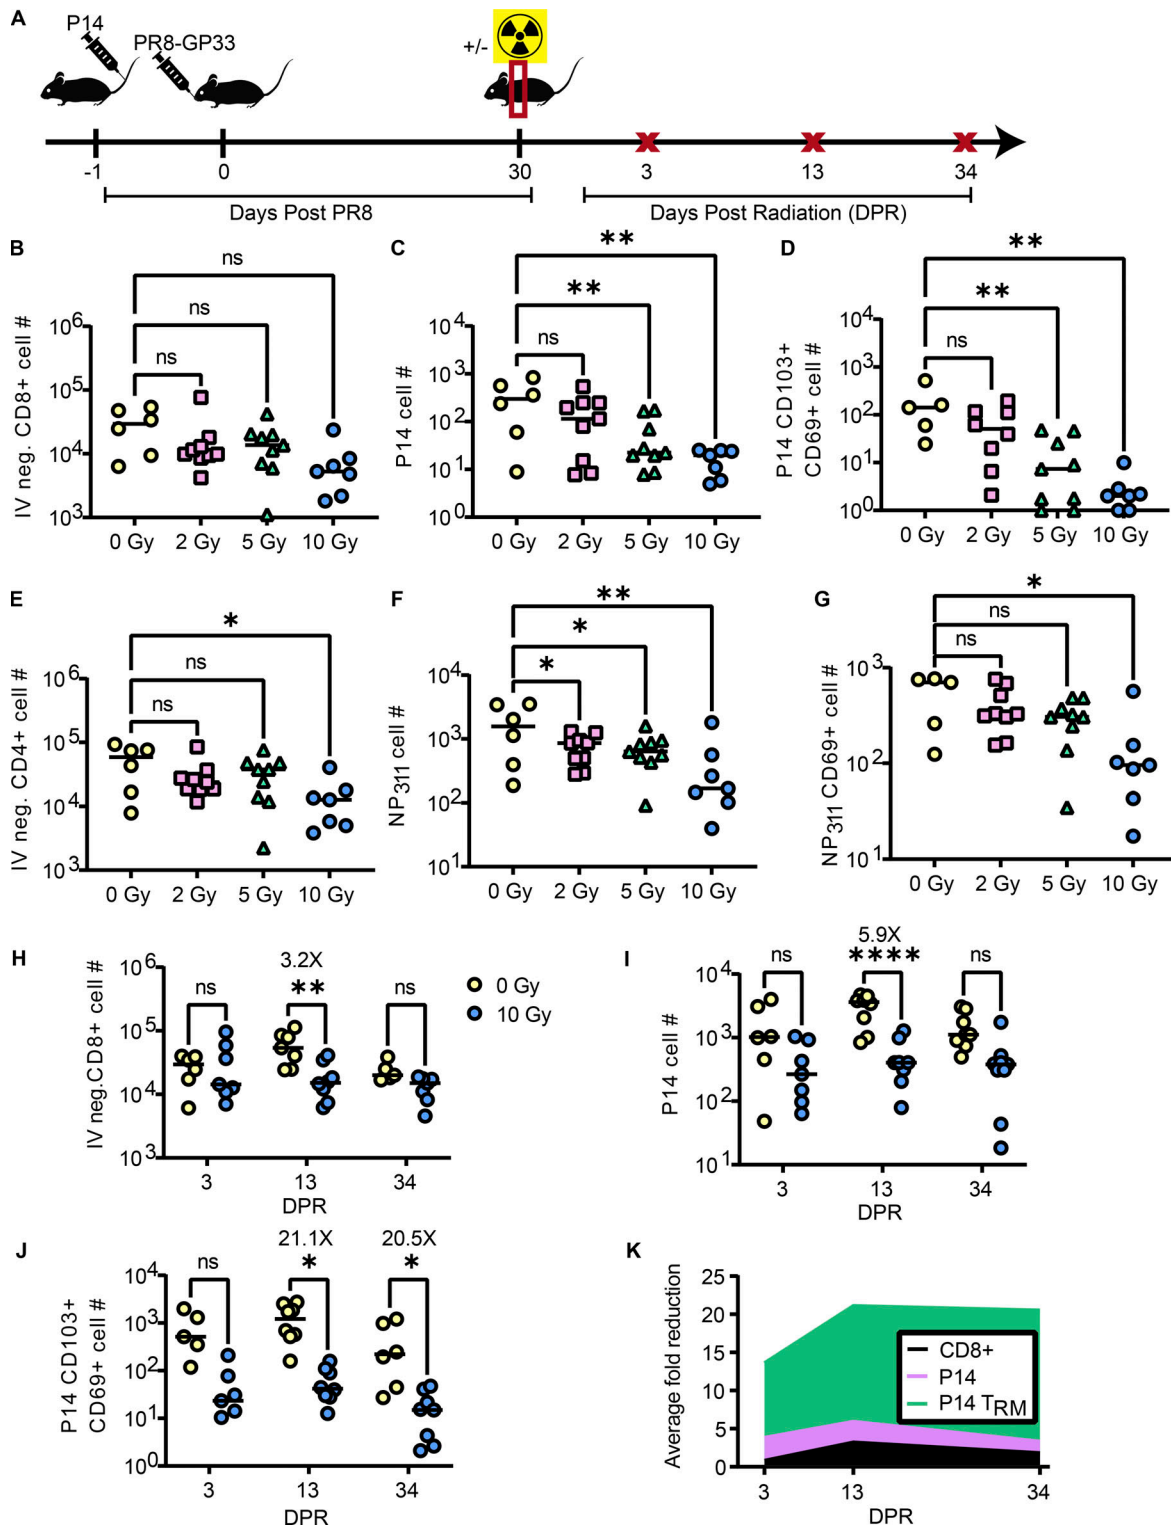 A
P14
PR8-GP33
+/-
-1
0
30
3
13
34
Days Post PR8
Days Post Radiation (DPR)
B
IV neg. CD8+ cell #
10^6
10^5
10^4
10^3
ns
ns
ns
0 Gy 2 Gy 5 Gy 10 Gy
C
P14 cell #
10^4
10^3
10^2
10^1
10^0
**
**
ns
0 Gy 2 Gy 5 Gy 10 Gy
D
P14 CD103+
CD69+ cell #
10^4
10^3
10^2
10^1
10^0
**
**
ns
0 Gy 2 Gy 5 Gy 10 Gy
E
IV neg. CD4+ cell #
10^6
10^5
10^4
10^3
*
ns
ns
0 Gy 2 Gy 5 Gy 10 Gy
F
NP311 cell #
10^4
10^3
10^2
10^1
**
*
*
0 Gy 2 Gy 5 Gy 10 Gy
G
NP311 CD69+ cell #
10^3
10^2
10^1
*
ns
ns
0 Gy 2 Gy 5 Gy 10 Gy
H
IV neg.CD8+ cell #
10^6
10^5
10^4
10^3
ns
3.2X
**
ns
3 13 34
DPR
0 Gy
10 Gy
I
P14 cell #
10^4
10^3
10^2
10^1
ns
5.9X
****
ns
3 13 34
DPR
J
P14 CD103+
CD69+ cell #
10^4
10^3
10^2
10^1
10^0
ns
21.1X
*
20.5X
*
3 13 34
DPR
K
Average fold reduction
25
20
15
10
5
0
CD8+
P14
P14 TRM
3 13 34
DPR